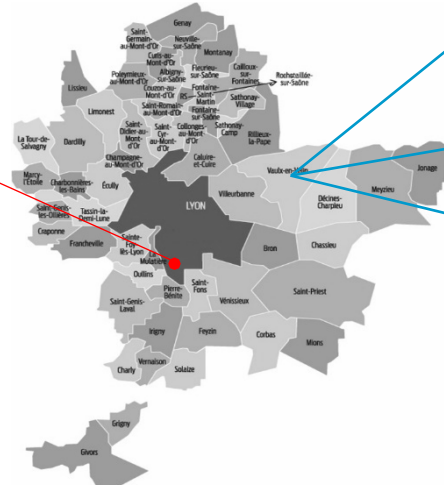 Genay
Saint-
Germain-
au-Mont-d'Or
Neuville-
sur-Saône
Curis-au-
Mont-d'Or
Montanay
Poleymieux-
au-Mont-d'Or
Albigny-
sur-Saône
Fleurieu-
sur-Saône
Cailloux-
sur-
Fontaines
Rochetaillée-
sur-Saône
Lissieu
Couzon-au-
Mont-d'Or
RS
Fontaines-
Saint-
Martin
Limonest
Saint-Romain-
au-Mont-d'Or
Fontaine-
sur-Saône
Sathonay-
Village
La Tour-de-
Salvagny
Dardilly
Saint-
Didier-au-
Mont-
d'Or
Saint-
Cyr-
au-Mont-
d'Or
Collonges-
au-Mont-
d'Or
Sathonay-
Camp
Rillieux-
la-Pape
Champagne-
au-Mont-d'Or
Caluire-
et-Cuire
Marcy-
l'Étoile
Charbonnières-
les-Bains
Écully
Vaulx-en-Velin
Villeurbanne
Décines-
Charpieu
Meyzieu
Jonage
LYON
Saint-Genis-
les-Ollières
Tassin-la-
Demi-Lune
Craponne
Francheville
Sainte-
Foy-
lès-Lyon
La
Mulatière
Bron
Chassieu
Oullins
Pierre-
Bénite
Saint-
Fons
Vénissieux
Saint-Priest
Saint-Genis-
Laval
Irigny
Feyzin
Corbas
Mions
Vernaison
Charly
Solaize
Grigny
Givors